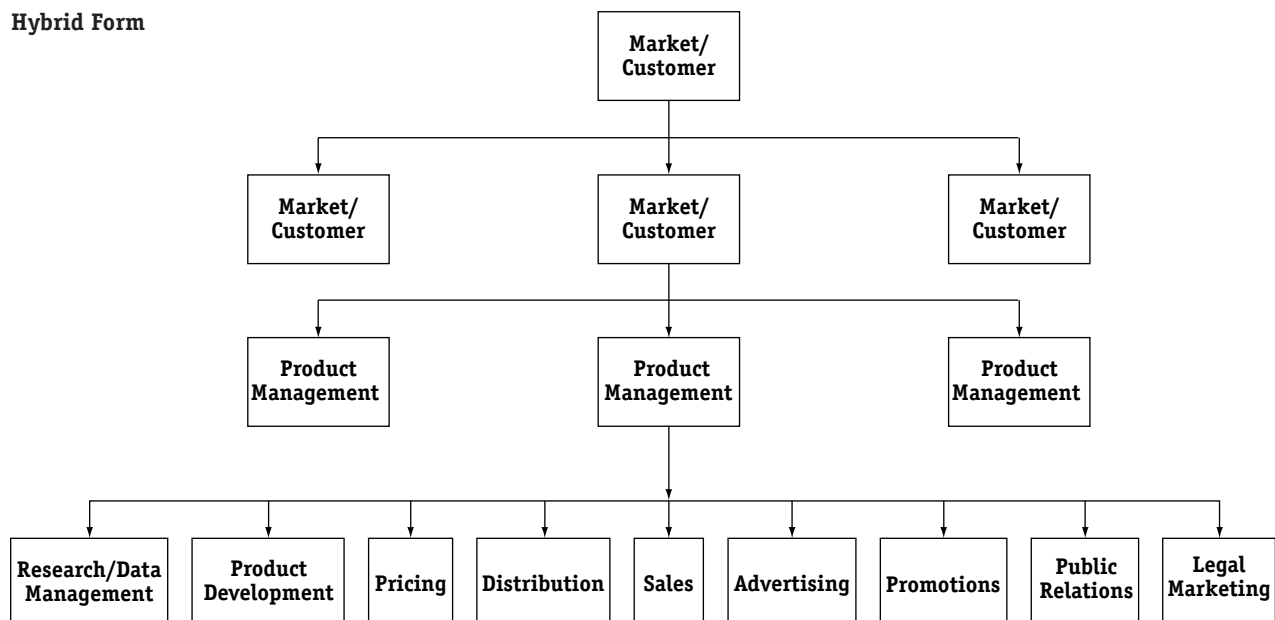 Hybrid Form
Market/
Customer
Market/
Customer
Market/
Customer
Market/
Customer
Product
Management
Product
Management
Product
Management
Research/Data
Management
Product
Development
Pricing
Distribution
Sales
Advertising
Promotions
Public
Relations
Legal
Marketing